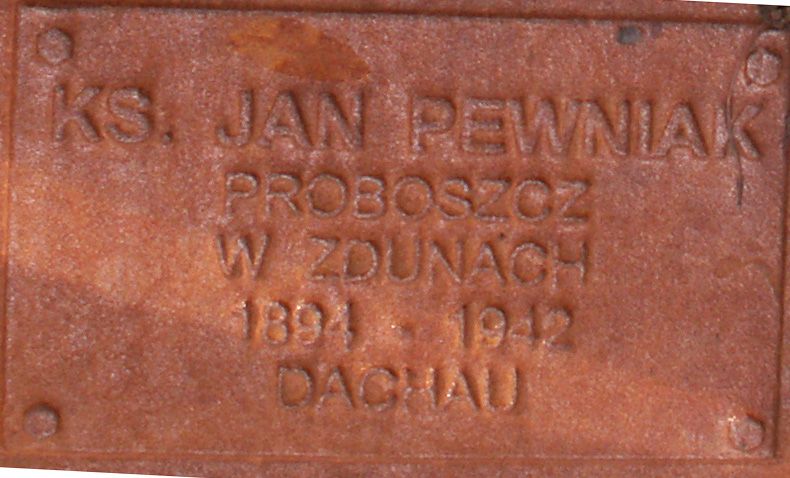 KS. JAN PEWNIAK
PROBOSZCZ
W ZDUNACH
1894 - 1942
DACHAU